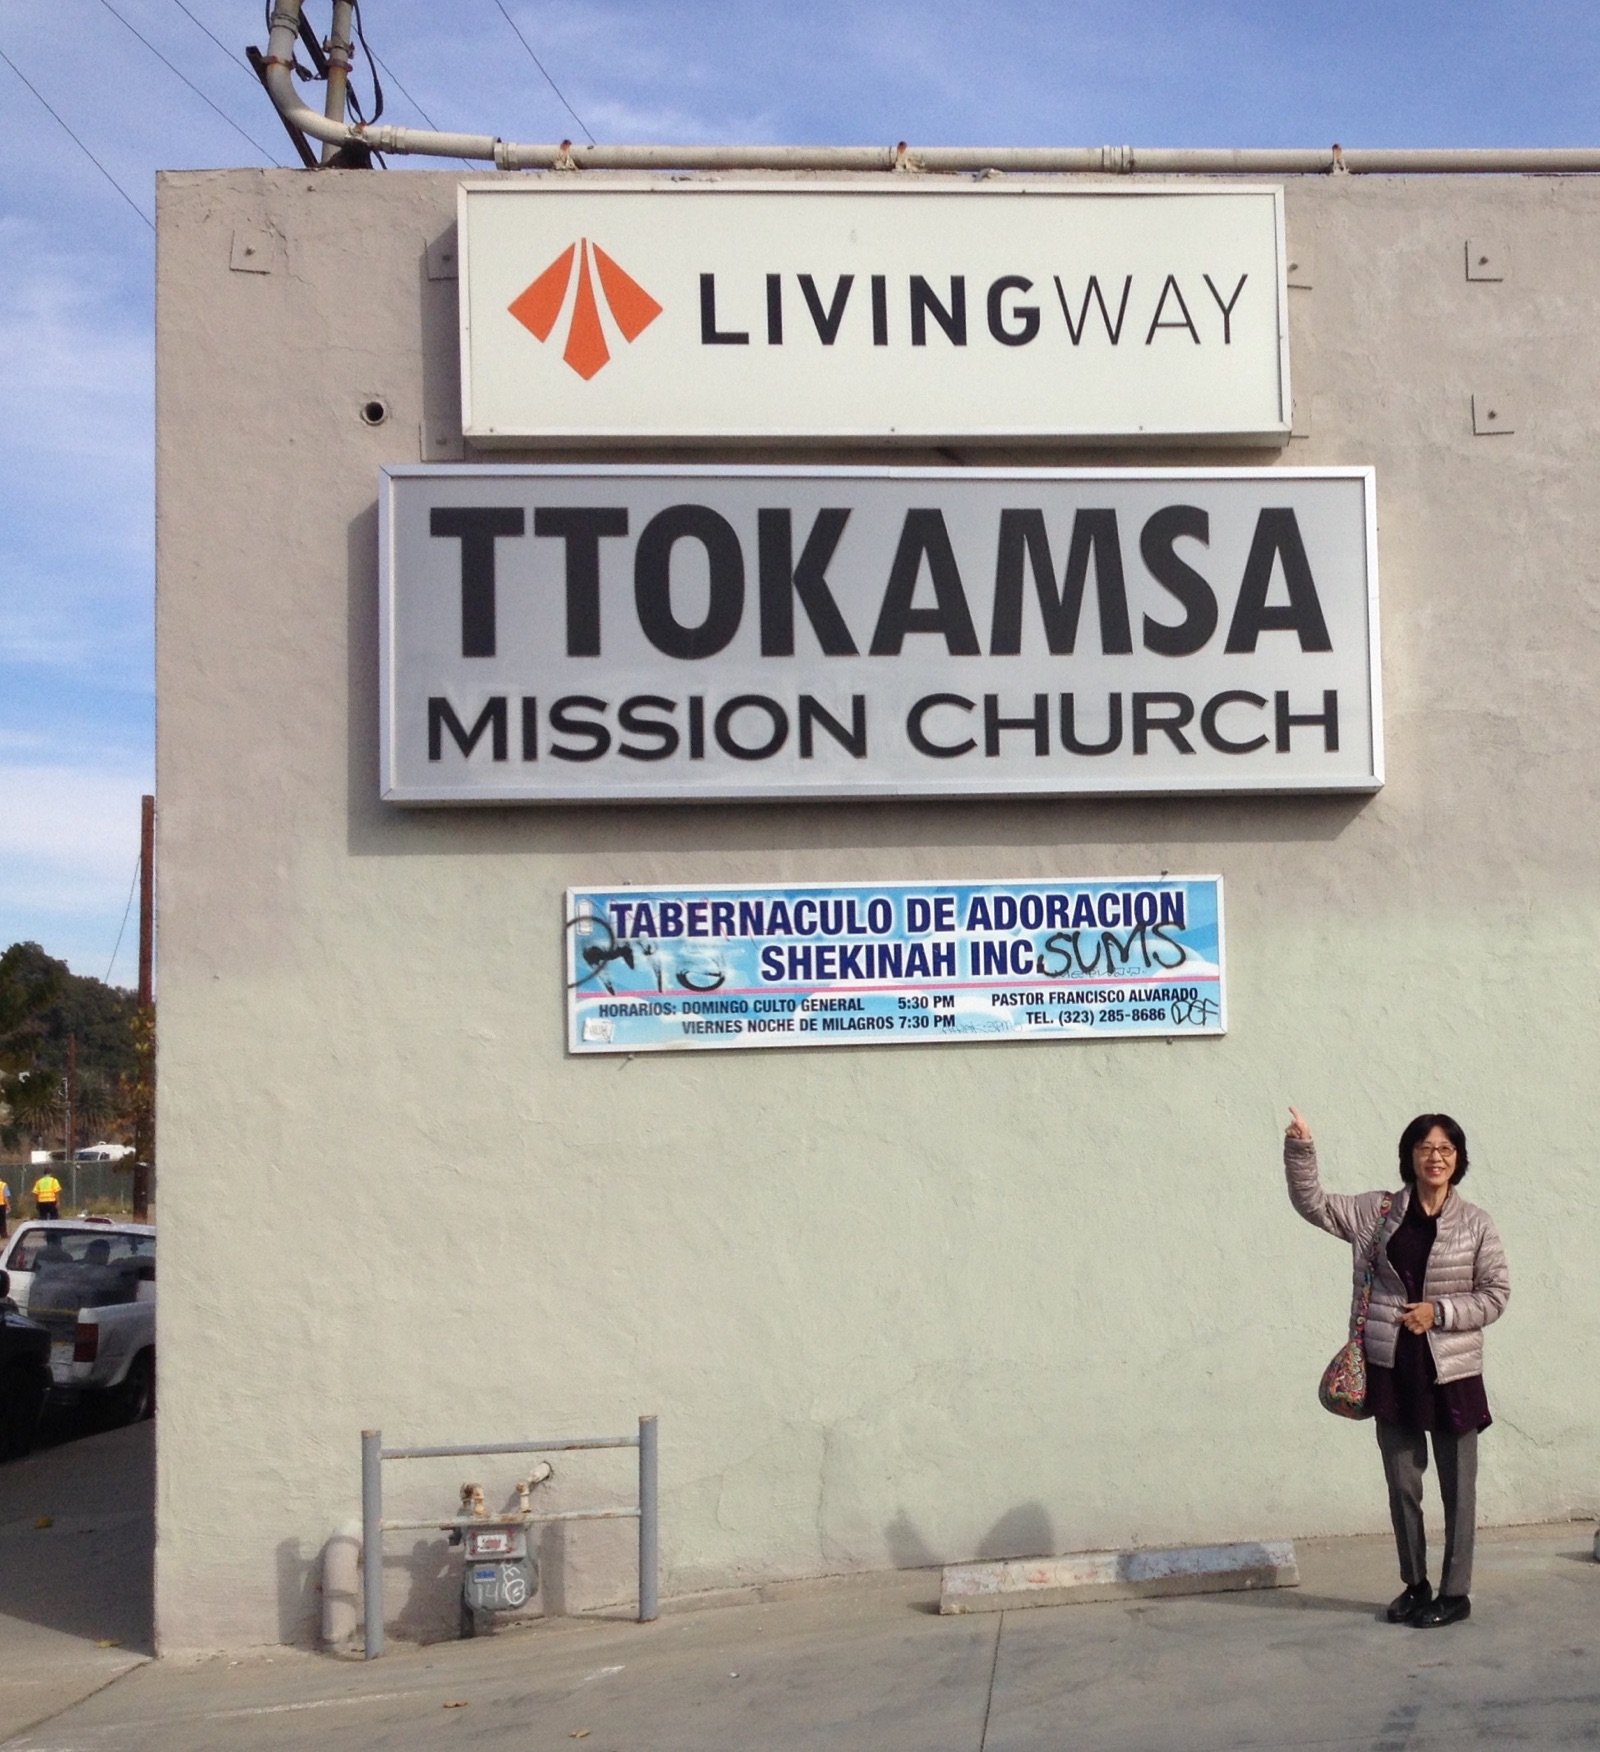 LIVINGWAY
TTOKAMSA
MISSION CHURCH
TABERNACULO DE ADORACION
SHEKINAH INC.
SUMS
HORARIOS: DOMINGO CULTO GENERAL 5:30 PM
VIERNES NOCHE DE MILAGROS 7:30 PM
PASTOR FRANCISCO ALVARADO
TEL. (323) 285-8686